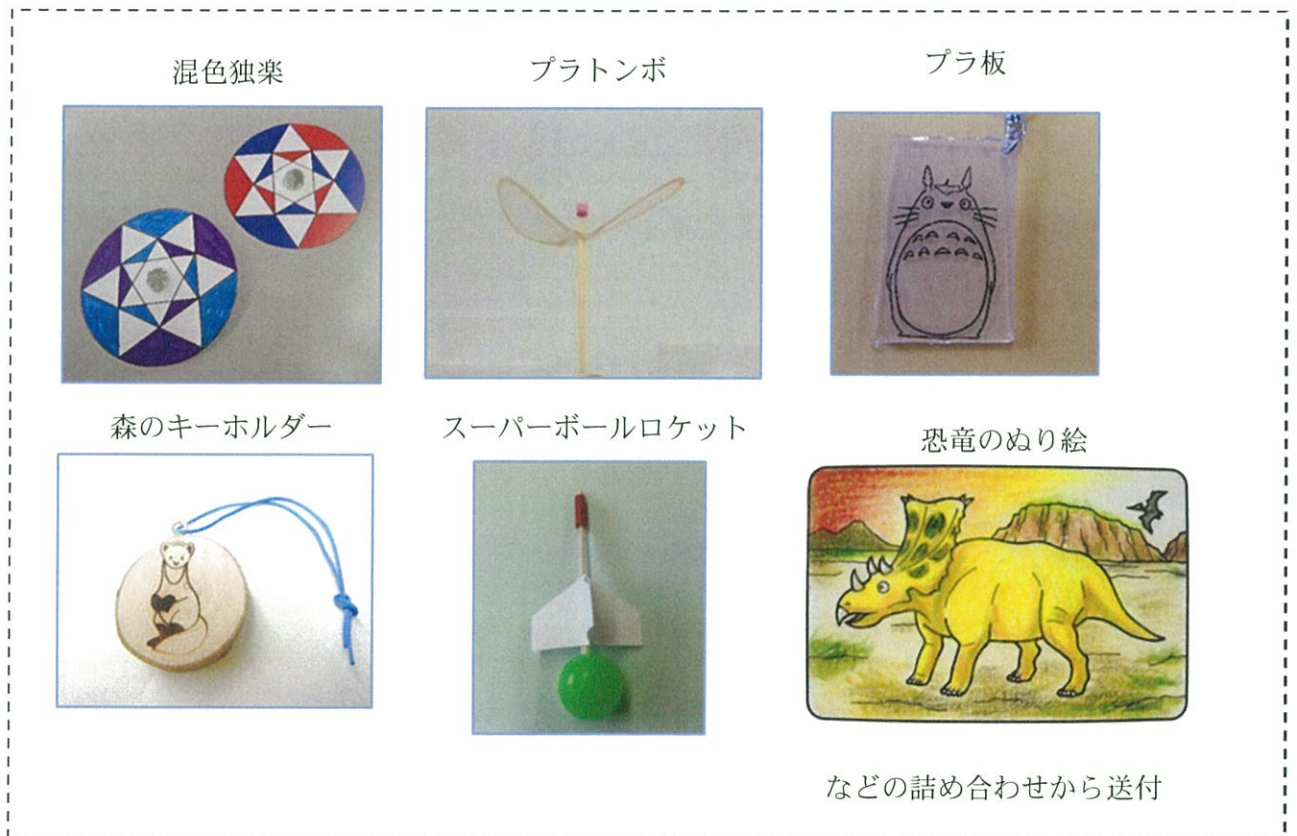 混色独楽
プラトンボ
プラ板
森のキーホルダー
スーパーボールロケット
恐竜のぬり絵
などの詰め合わせから送付